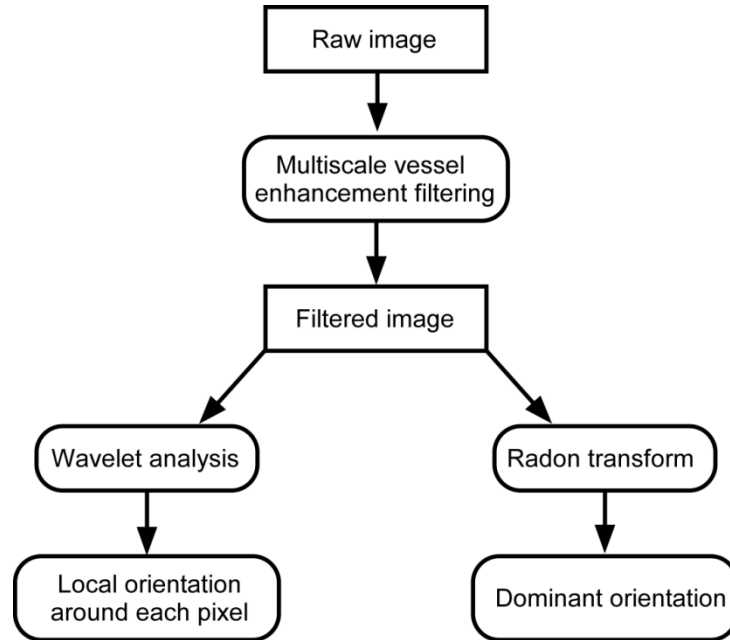 Raw image
Multiscale vessel
enhancement filtering
Filtered image
Wavelet analysis
Radon transform
Local orientation
around each pixel
Dominant orientation